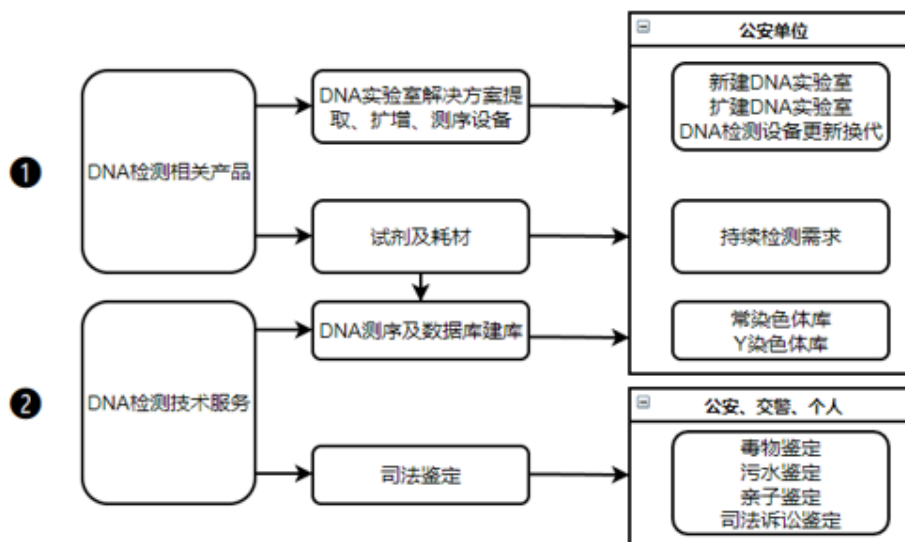 公安单位
DNA实验室解决方案提
取、扩增、测序设备
新建DNA实验室
扩建DNA实验室
DNA检测设备更新换代
❶
DNA检测相关产品
试剂及耗材
持续检测需求
DNA测序及数据库建库
常染色体库
Y染色体库
❷
DNA检测技术服务
公安、交警、个人
司法鉴定
毒物鉴定
污水鉴定
亲子鉴定
司法诉讼鉴定